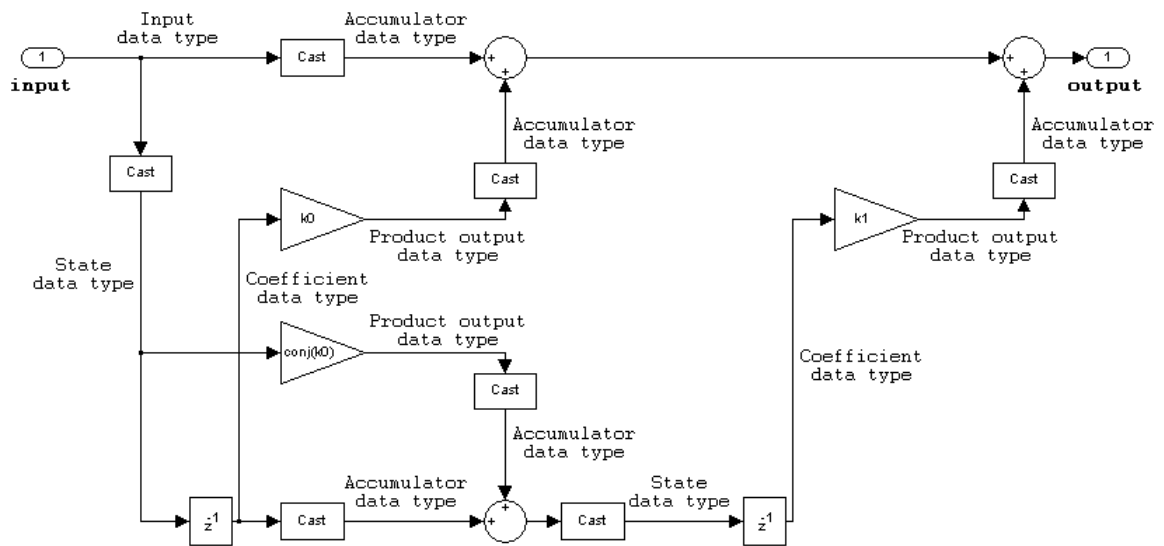 Input
data type
Accumulator
data type
1
Cast
+
+
+
+
1
input
output
Accumulator
data type
Accumulator
data type
Cast
Cast
Cast
k0
k1
Product output
data type
Product output
data type
State
data type
Coefficient
data type
Product output
data type
conj(k0)
Coefficient
data type
Cast
Accumulator
data type
Accumulator
data type
State
data type
z-1
Cast
+
+
Cast
z-1